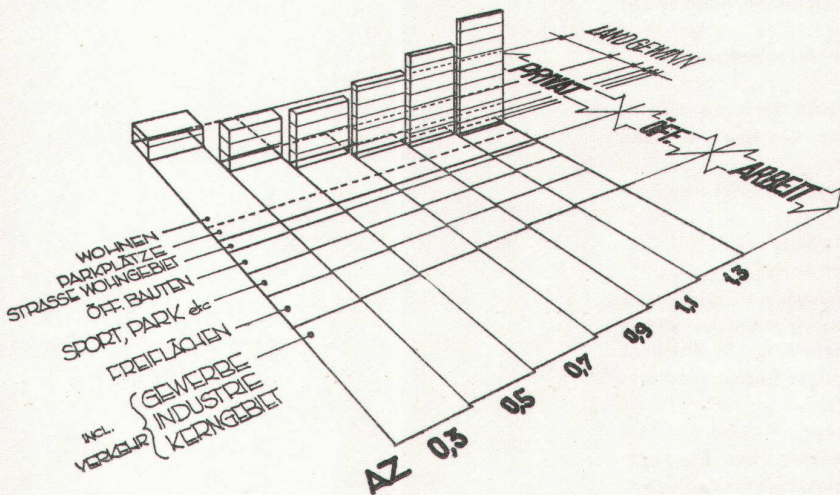 LANDGEWINN
PRIVAT
ÖFF.
ARBEIT
WOHNEN
PARKPLÄTZE
STRASSE WOHNGEBIET
ÖFF. BAUTEN
SPORT, PARK etc
FREIFLÄCHEN
INCL. VERKEHR
GEWERBE
INDUSTRIE
KERNGEBIET
AZ 0,3 0,5 0,7 0,9 1,1 1,3